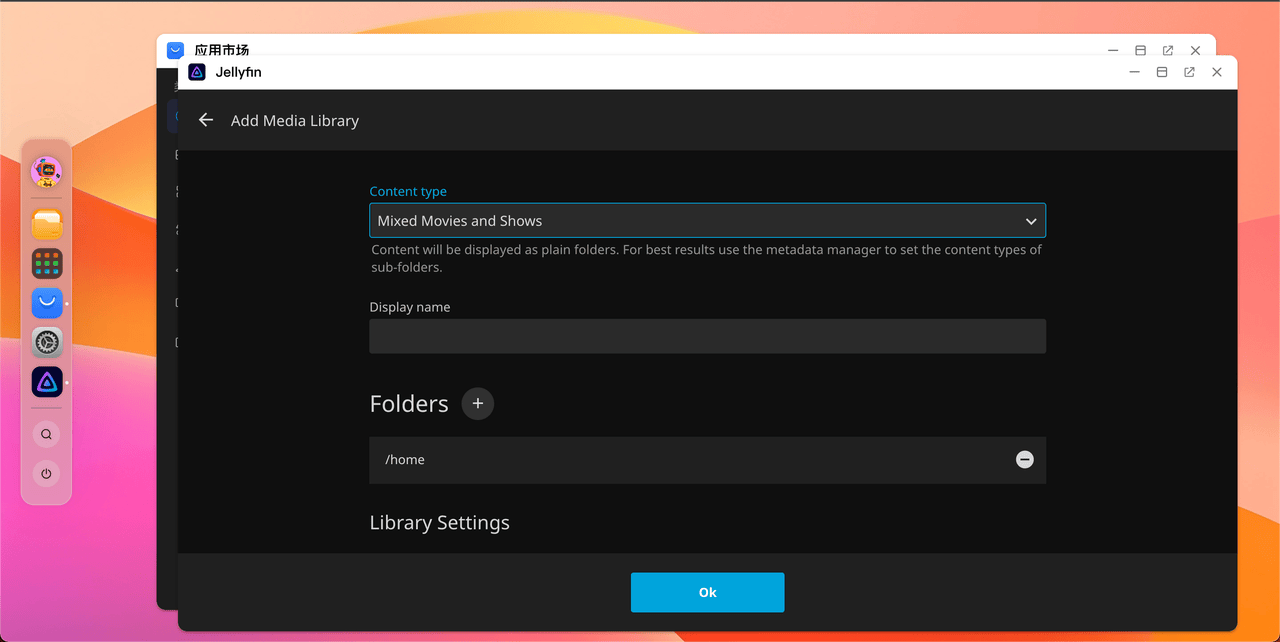 应用市场
Jellyfin
Add Media Library
Content type
Mixed Movies and Shows
Content will be displayed as plain folders. For best results use the metadata manager to set the content types of
sub-folders.
Display name
Folders
/home
Library Settings
Ok